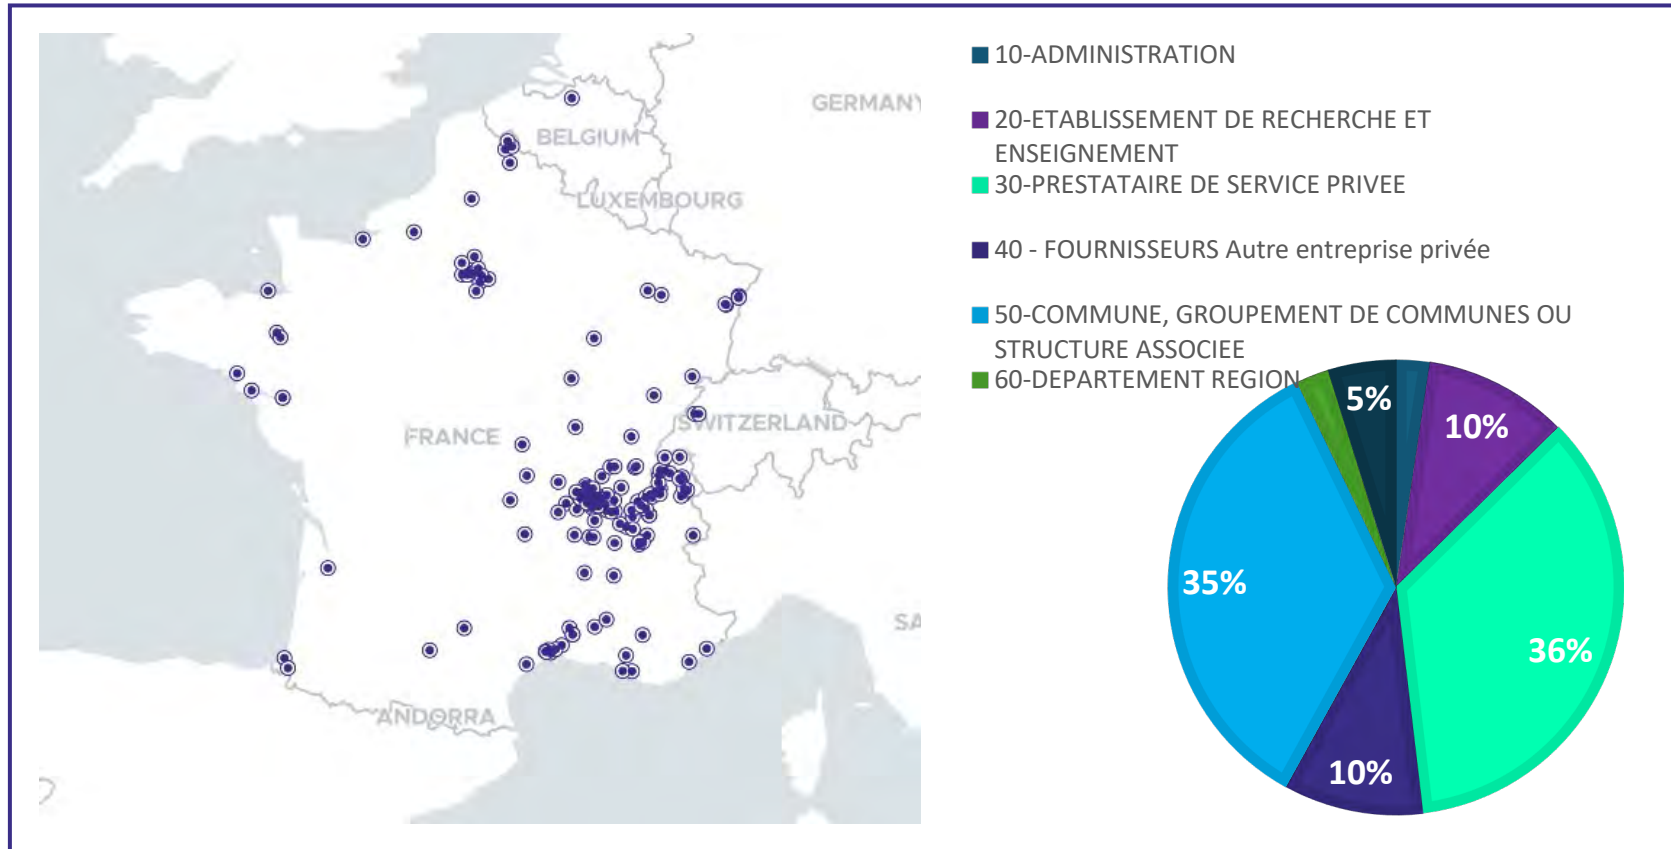 GERMANY
BELGIUM
LUXEMBOURG
FRANCE
SWITZERLAND
SA
ANDORRA
10-ADMINISTRATION
20-ETABLISSEMENT DE RECHERCHE ET
ENSEIGNEMENT
30-PRESTATAIRE DE SERVICE PRIVEE
40 - FOURNISSEURS Autre entreprise privée
50-COMMUNE, GROUPEMENT DE COMMUNES OU
STRUCTURE ASSOCIEE
60-DEPARTEMENT REGION
5%
10%
35%
36%
10%